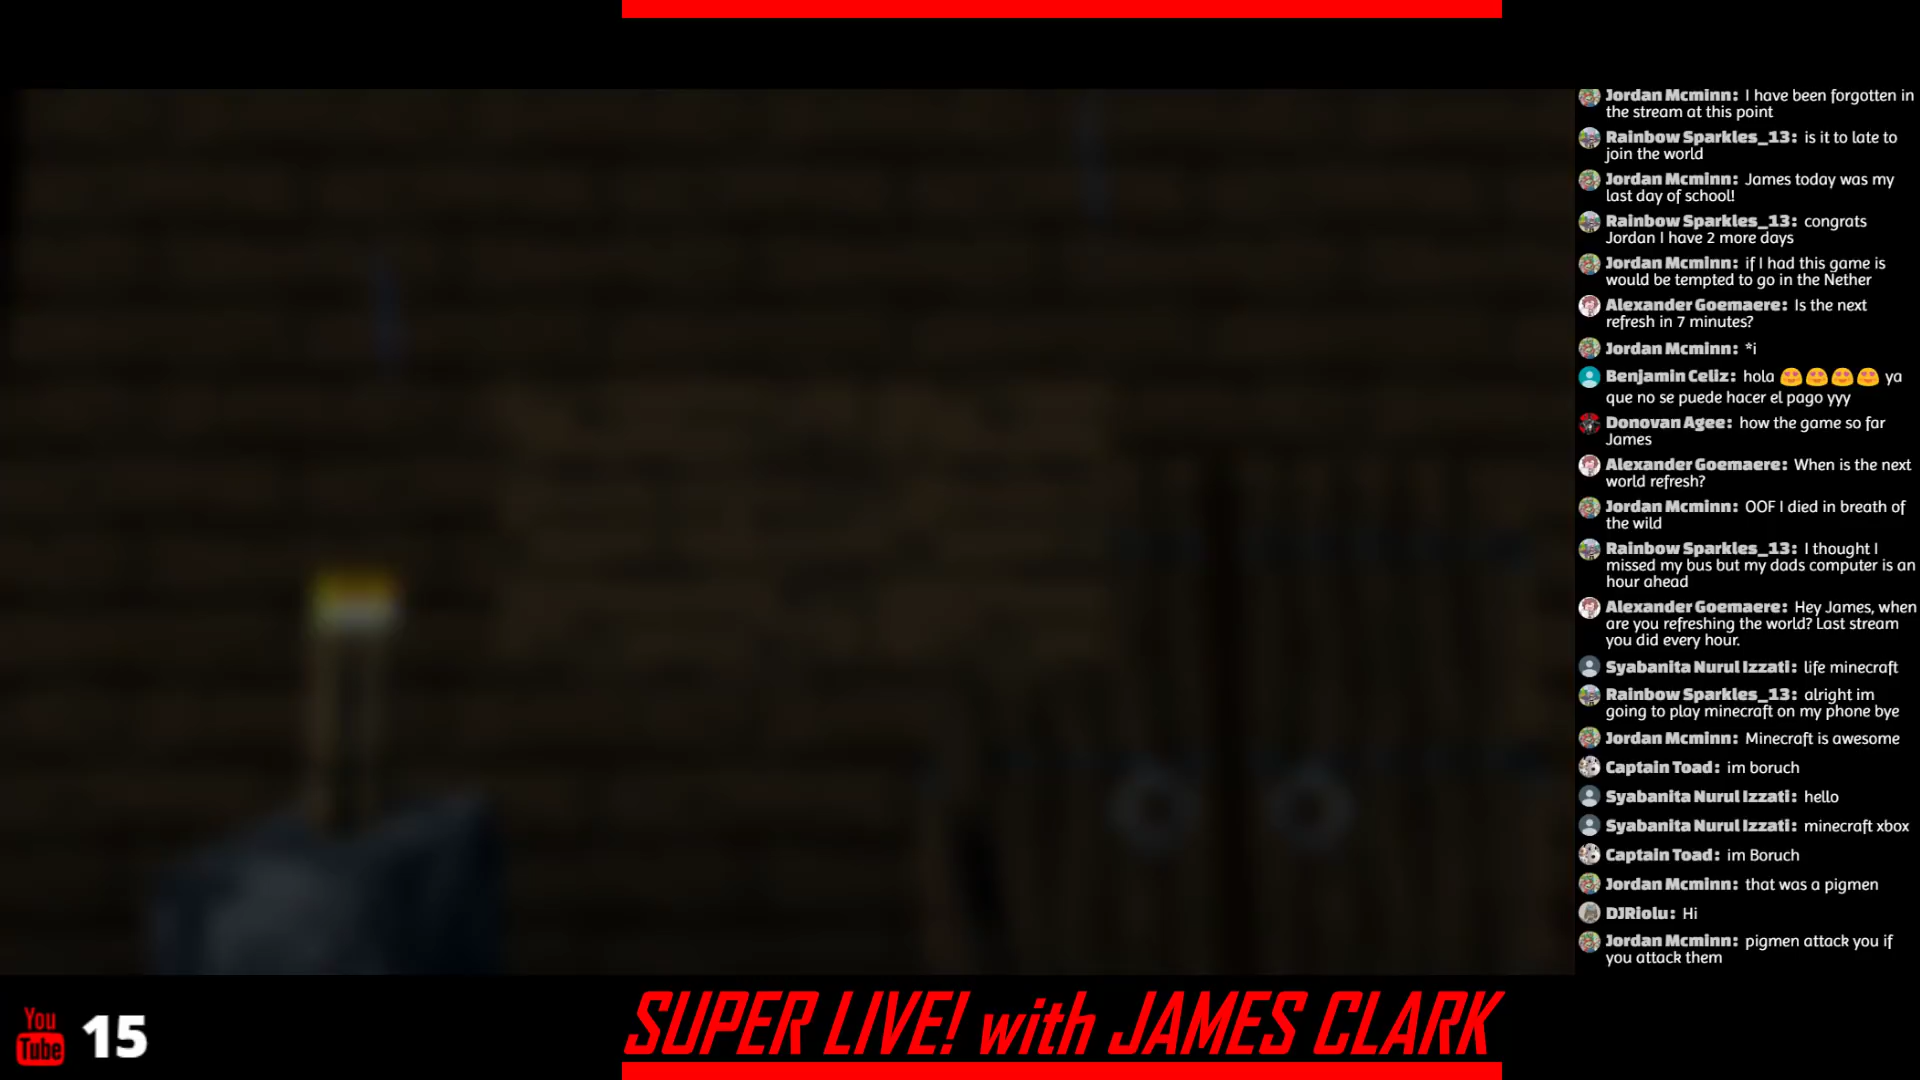 Jordan Mcminn: I have been forgotten in
the stream at this point
Rainbow Sparkles_13: is it to late to
join the world
Jordan Mcminn: James today was my
last day of school!
Rainbow Sparkles_13: congrats
Jordan I have 2 more days
Jordan Mcminn: if I had this game is
would be tempted to go in the Nether
Alexander Goemaere: Is the next
refresh in 7 minutes?
Jordan Mcminn: *i
Benjamin Celiz: hola 😍😍😍😍 ya
que no se puede hacer el pago yyy
Donovan Agee: how the game so far
James
Alexander Goemaere: When is the next
world refresh?
Jordan Mcminn: OOF I died in breath of
the wild
Rainbow Sparkles_13: I thought I
missed my bus but my dads computer is an
hour ahead
Alexander Goemaere: Hey James, when
are you refreshing the world? Last stream
you did every hour.
Syabanita Nurul Izzati: life minecraft
Rainbow Sparkles_13: alright im
going to play minecraft on my phone bye
Jordan Mcminn: Minecraft is awesome
Captain Toad: im boruch
Syabanita Nurul Izzati: hello
Syabanita Nurul Izzati: minecraft xbox
Captain Toad: im Boruch
Jordan Mcminn: that was a pigmen
DJRiolu: Hi
Jordan Mcminn: pigmen attack you if
you attack them
You
Tube
15
SUPER LIVE! with JAMES CLARK